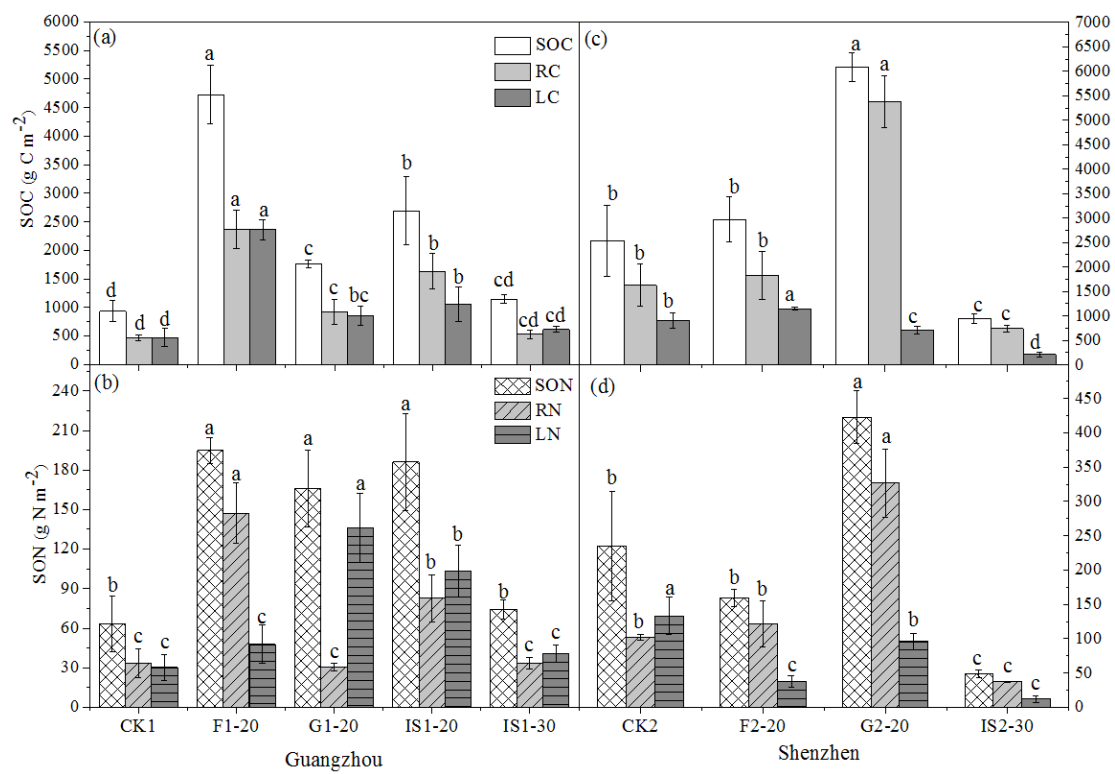 (a)
SOC
RC
LC
SOC (g C m-2)
6000
5500
5000
4500
4000
3500
3000
2500
2000
1500
1000
500
0
d d d
a a a
c c bc
b b b
cd cd cd
(c)
7000
6500
6000
5500
5000
4500
4000
3500
3000
2500
2000
1500
1000
500
0
b b b
b b a
a a c
c c d
(b)
SON
RN
LN
SON (g N m-2)
240
210
180
150
120
90
60
30
0
b c c
a a c
a c a
a b b
b c c
(d)
450
400
350
300
250
200
150
100
50
0
b b a
b b c
a a b
c c c
CK1 F1-20 G1-20 IS1-20 IS1-30
CK2 F2-20 G2-20 IS2-30
Guangzhou
Shenzhen